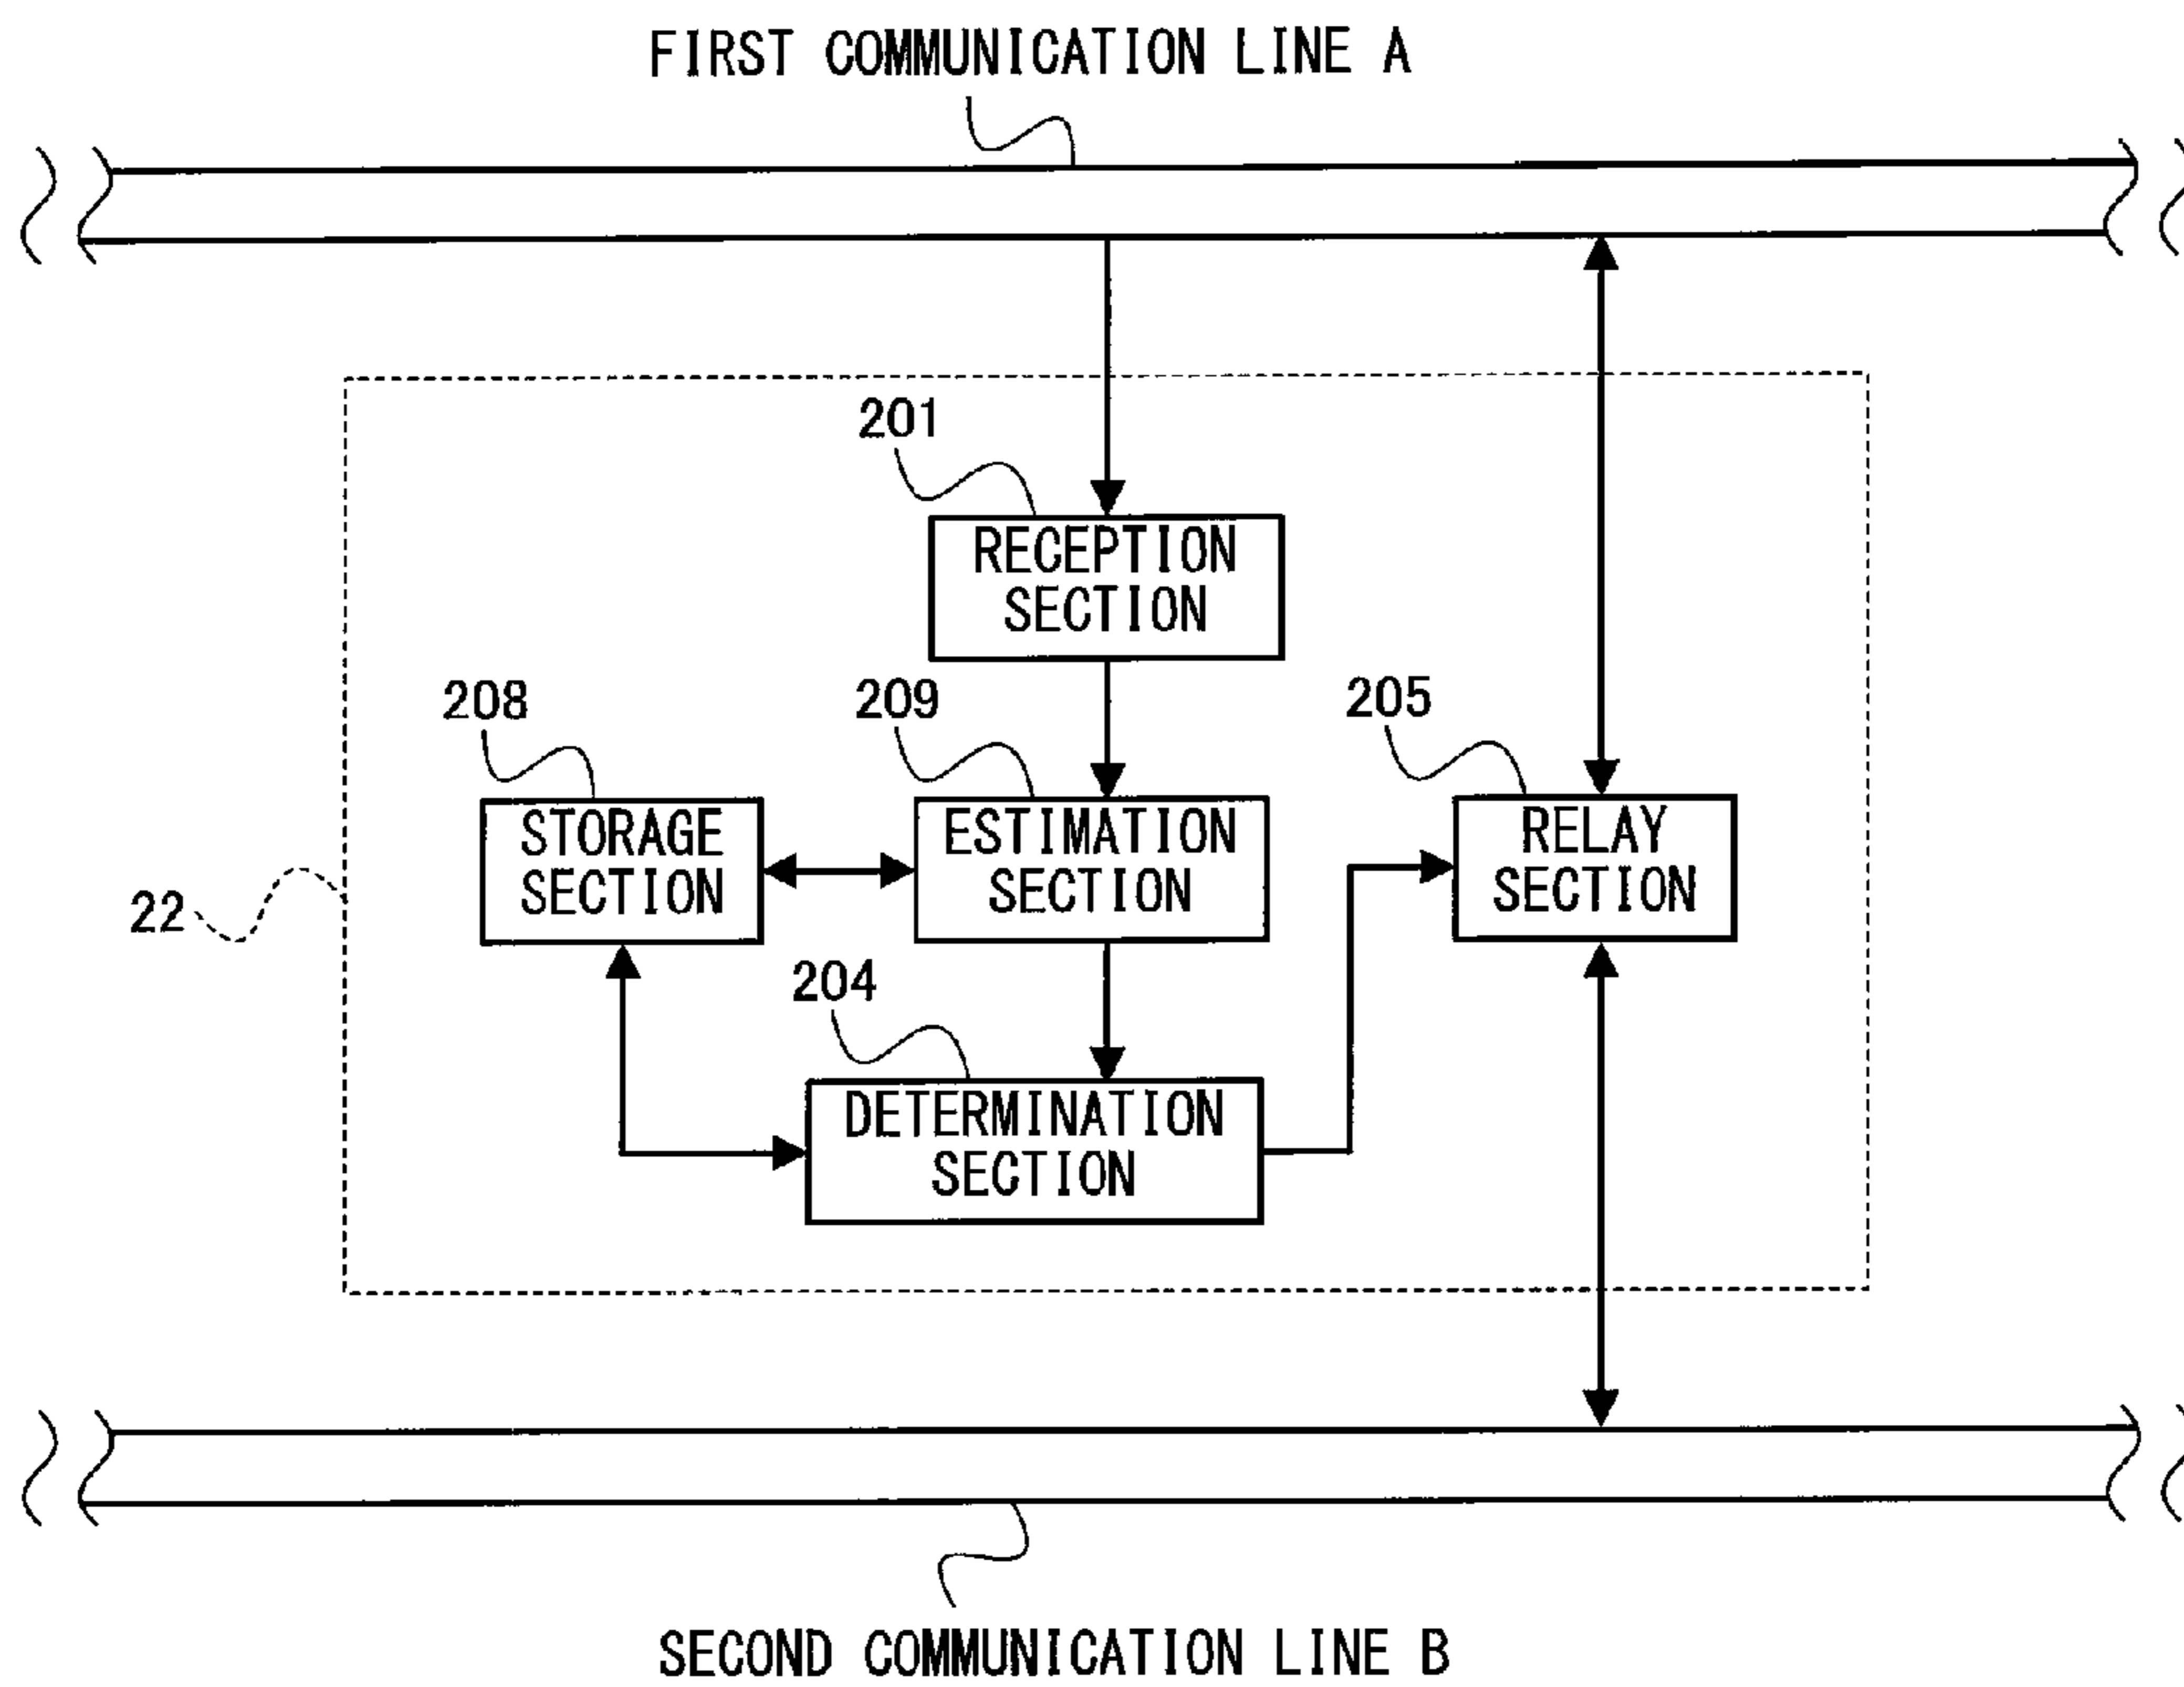 FIRST COMMUNICATION LINE A
201
RECEPTION
SECTION
208
209
205
STORAGE
SECTION
ESTIMATION
SECTION
RELAY
SECTION
22
204
DETERMINATION
SECTION
SECOND COMMUNICATION LINE B